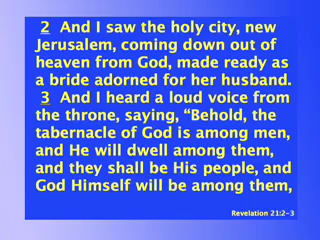 2 And I saw the holy city, new
Jerusalem, coming down out of
heaven from God, made ready as
a bride adorned for her husband.
3 And I heard a loud voice from
the throne, saying, “Behold, the
tabernacle of God is among men,
and He will dwell among them,
and they shall be His people, and
God Himself will be among them,
Revelation 21:2-3